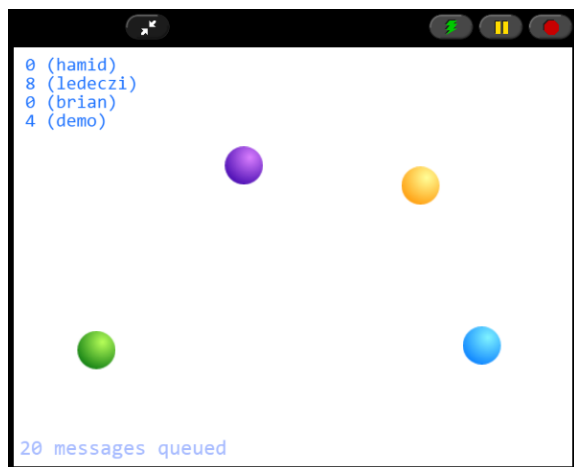 0 (hamid)
8 (ledeczi)
0 (brian)
4 (demo)
20 messages queued